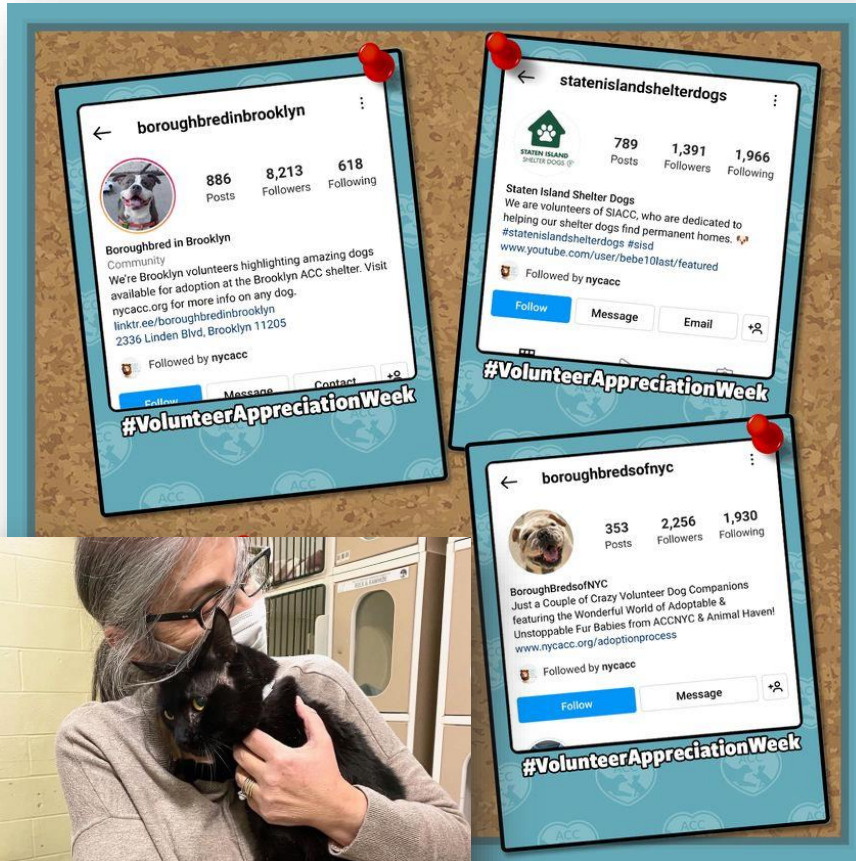 boroughbredinbrooklyn
886 8,213 618
Posts Followers Following
Boroughbred in Brooklyn
Community
We're Brooklyn volunteers highlighting amazing dogs
available for adoption at the Brooklyn ACC shelter. Visit
nycacc.org for more info on any dog.
linktr.ee/boroughbredinbrooklyn
2336 Linden Blvd, Brooklyn 11205
Followed by nycacc
Follow Message Contact
#VolunteerAppreciationWeek
statenislandshelterdogs
STATEN ISLAND
SHELTER DOGS
789 1,391 1,966
Posts Followers Following
Staten Island Shelter Dogs
We are volunteers of SIACC, who are dedicated to
helping our shelter dogs find permanent homes.
#statenislandshelterdogs #sisd
www.youtube.com/user/bebe10last/featured
Followed by nycacc
Follow Message Email
#VolunteerAppreciationWeek
boroughbredsofnyc
353 2,256 1,930
Posts Followers Following
BoroughBredsofNYC
Just a Couple of Crazy Volunteer Dog Companions
featuring the Wonderful World of Adoptable &
Unstoppable Fur Babies from ACCNYC & Animal Haven!
www.nycacc.org/adoptionprocess
Followed by nycacc
Follow Message
#VolunteerAppreciationWeek
ACC
ACC
ACC
ACC
ACC